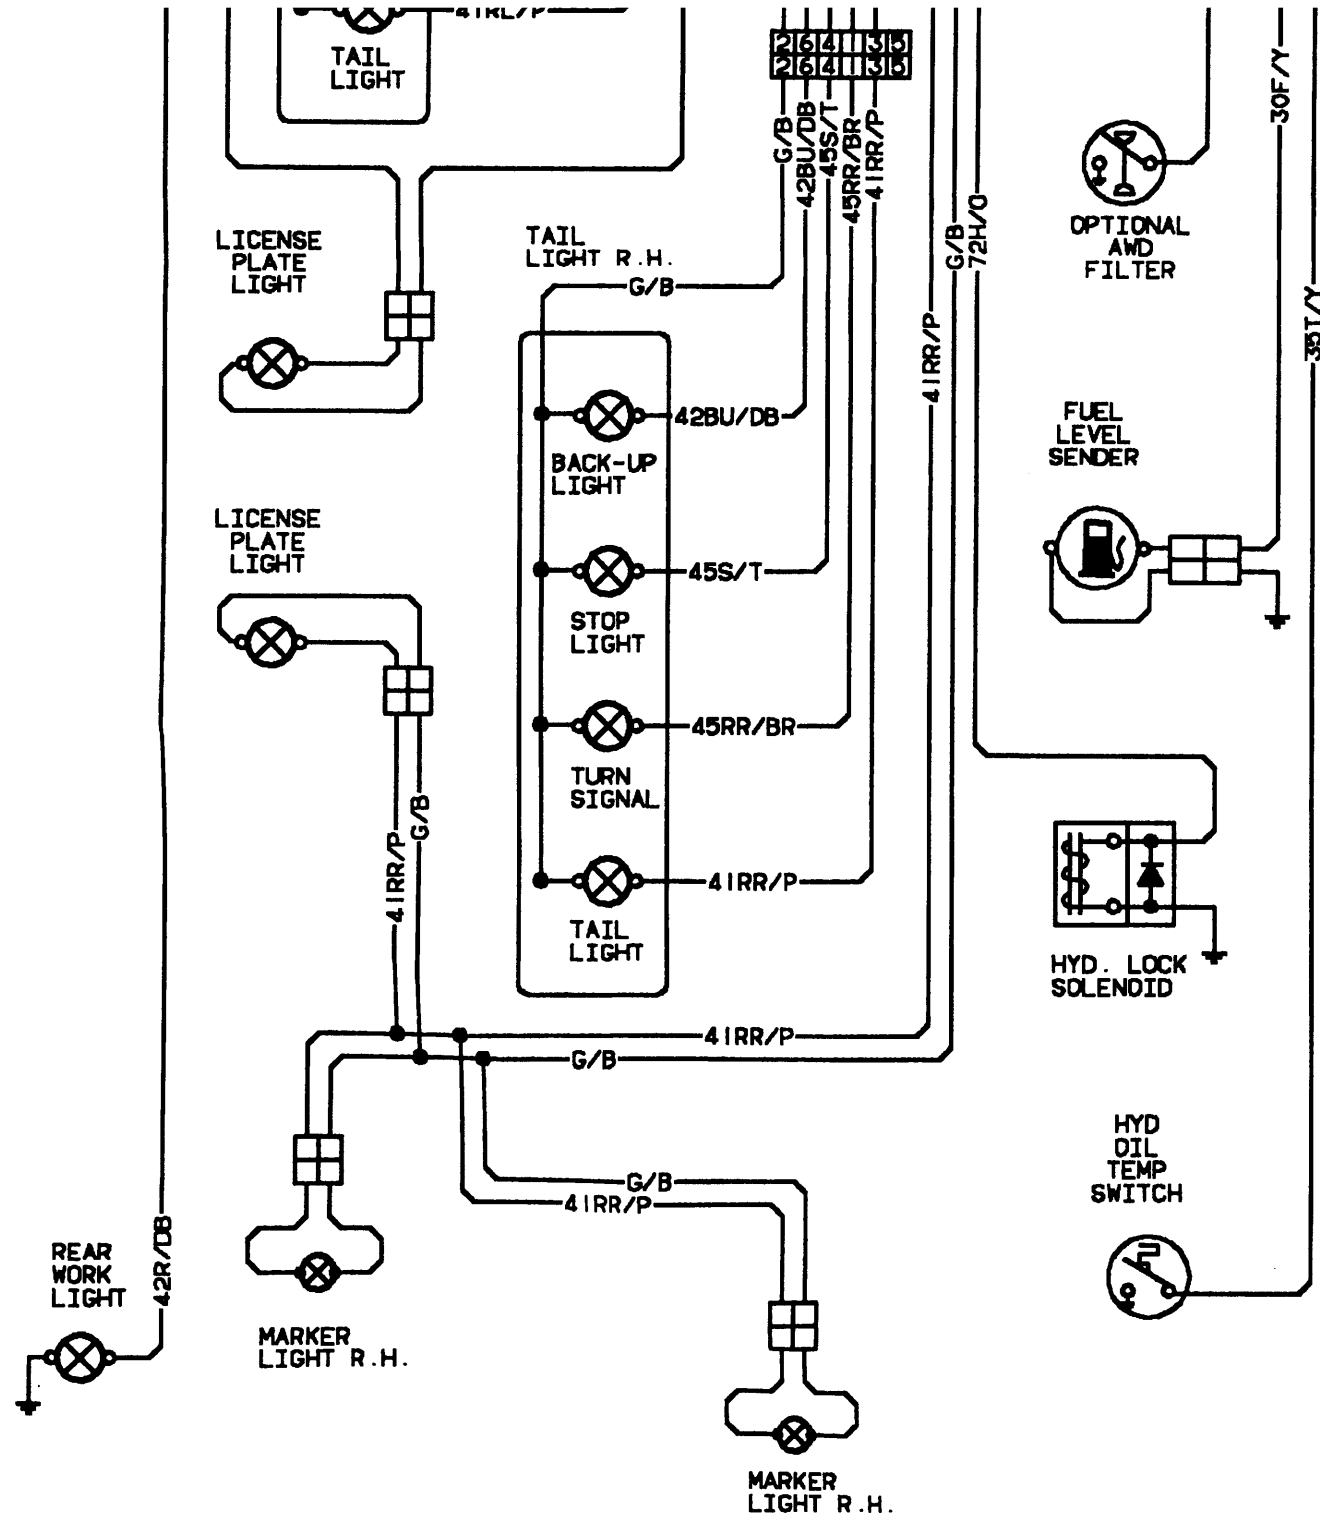 41RL/P
TAIL
LIGHT
2 6 4 1 3 5
2 6 4 1 3 5
G/B
42BU/DB
45S/T
45RR/BR
41RR/P
30F/Y
OPTIONAL
AWD
FILTER
LICENSE
PLATE
LIGHT
TAIL
LIGHT R.H.
G/B
G/B
72H/O
41RR/P
35T/Y
42BU/DB
BACK-UP
LIGHT
FUEL
LEVEL
SENDER
LICENSE
PLATE
LIGHT
45S/T
STOP
LIGHT
45RR/BR
TURN
SIGNAL
41RR/P
G/B
41RR/P
TAIL
LIGHT
HYD. LOCK
SOLENOID
41RR/P
G/B
HYD
OIL
TEMP
SWITCH
G/B
41RR/P
42R/DB
REAR
WORK
LIGHT
MARKER
LIGHT R.H.
MARKER
LIGHT R.H.